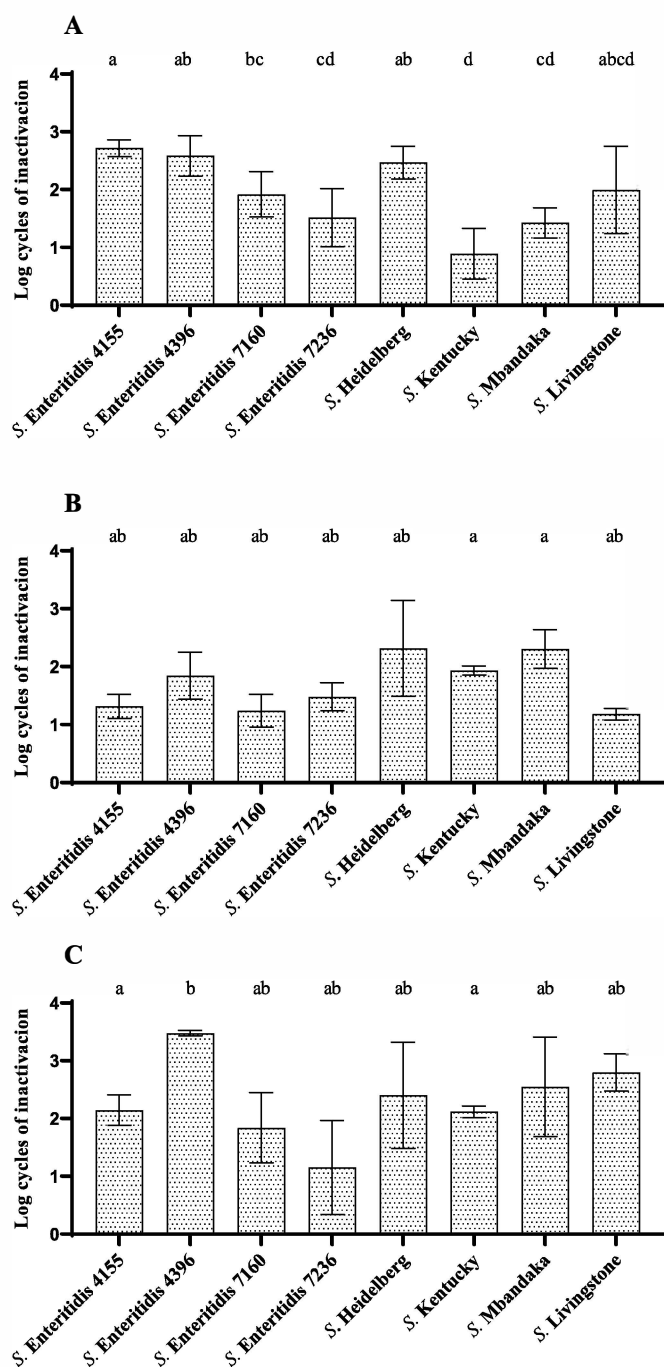 A
a ab bc cd ab d cd abcd
Log cycles of inactivacion
4
3
2
1
0
S. Enteritidis 4155
S. Enteritidis 4396
S. Enteritidis 7160
S. Enteritidis 7236
S. Heidelberg
S. Kentucky
S. Mbandaka
S. Livingstone
B
ab ab ab ab ab a a ab
Log cycles of inactivacion
4
3
2
1
0
S. Enteritidis 4155
S. Enteritidis 4396
S. Enteritidis 7160
S. Enteritidis 7236
S. Heidelberg
S. Kentucky
S. Mbandaka
S. Livingstone
C
a b ab ab ab a ab ab
Log cycles of inactivacion
4
3
2
1
0
S. Enteritidis 4155
S. Enteritidis 4396
S. Enteritidis 7160
S. Enteritidis 7236
S. Heidelberg
S. Kentucky
S. Mbandaka
S. Livingstone